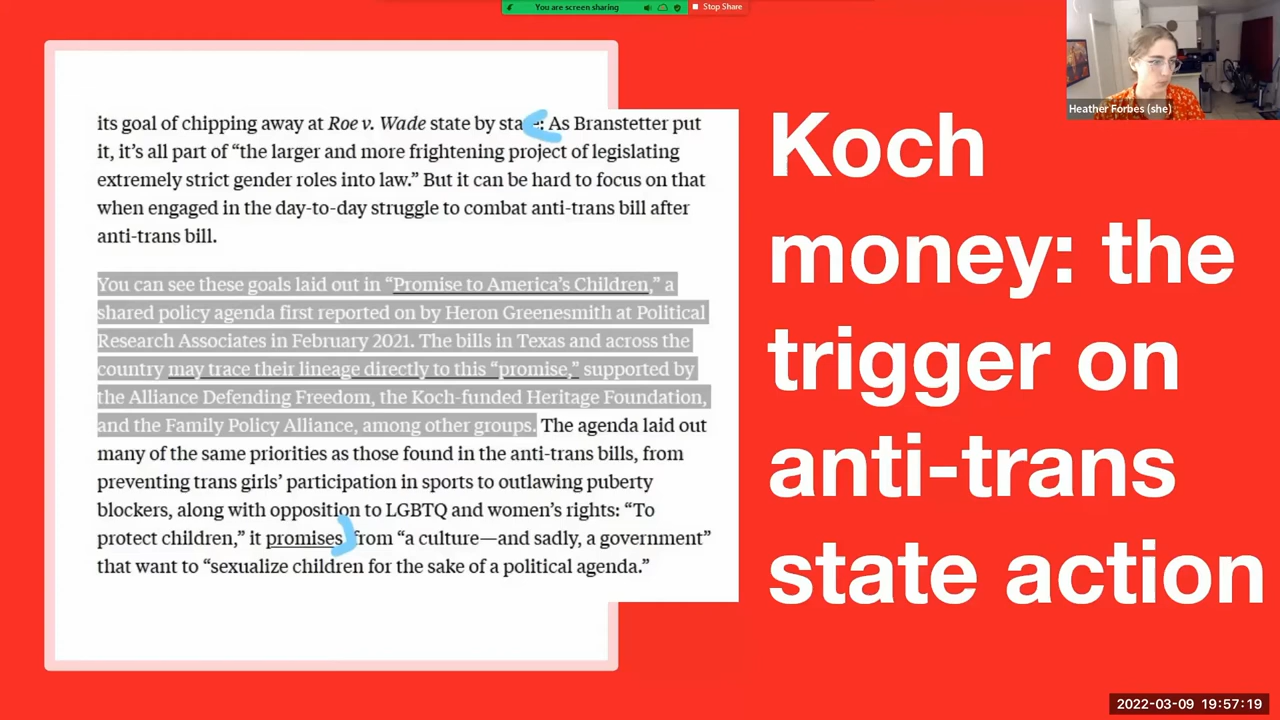 You are screen sharing
Stop Share
its goal of chipping away at Roe v. Wade state by state: As Branstetter put
it, it's all part of “the larger and more frightening project of legislating
extremely strict gender roles into law.” But it can be hard to focus on that
when engaged in the day-to-day struggle to combat anti-trans bill after
anti-trans bill.
You can see these goals laid out in “Promise to America's Children,” a
shared policy agenda first reported on by Heron Greenesmith at Political
Research Associates in February 2021. The bills in Texas and across the
country may trace their lineage directly to this “promise,” supported by
the Alliance Defending Freedom, the Koch-funded Heritage Foundation,
and the Family Policy Alliance, among other groups. The agenda laid out
many of the same priorities as those found in the anti-trans bills, from
preventing trans girls' participation in sports to outlawing puberty
blockers, along with opposition to LGBTQ and women's rights: “To
protect children,” it promises, from “a culture—and sadly, a government”
that want to “sexualize children for the sake of a political agenda.”
Koch
money: the
trigger on
anti-trans
state action
Heather Forbes (she)
2022-03-09 19:57:19